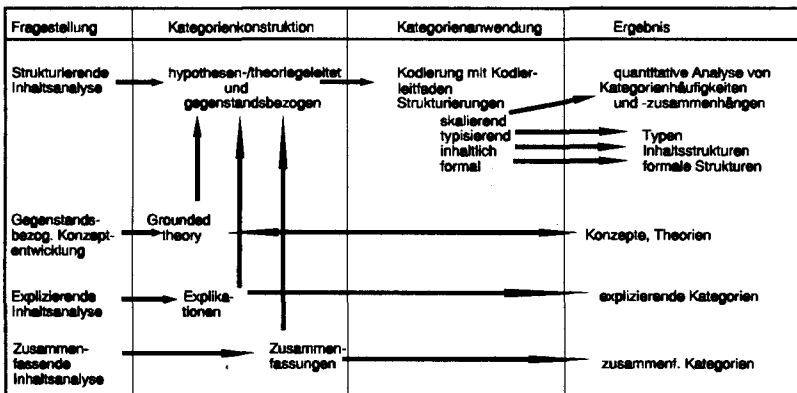 Fragestellung
Kategorienkonstruktion
Kategorienanwendung
Ergebnis
Strukturierende
Inhaltsanalyse
hypothesen-/theoriegeleitet
und
gegenstandsbezogen
Kodierung mit Kodier-
leitfaden
Strukturierungen
skalierend
typisierend
inhaltlich
formal
quantitative Analyse von
Kategorienhäufigkeiten
und -zusammenhängen
Typen
Inhaltsstrukturen
formale Strukturen
Gegenstands-
bezog. Konzept-
entwicklung
Grounded
theory
Konzepte, Theorien
Explizierende
Inhaltsanalyse
Explika-
tionen
explizierende Kategorien
Zusammen-
fassende
Inhaltsanalyse
Zusammen-
fassungen
zusammenf. Kategorien